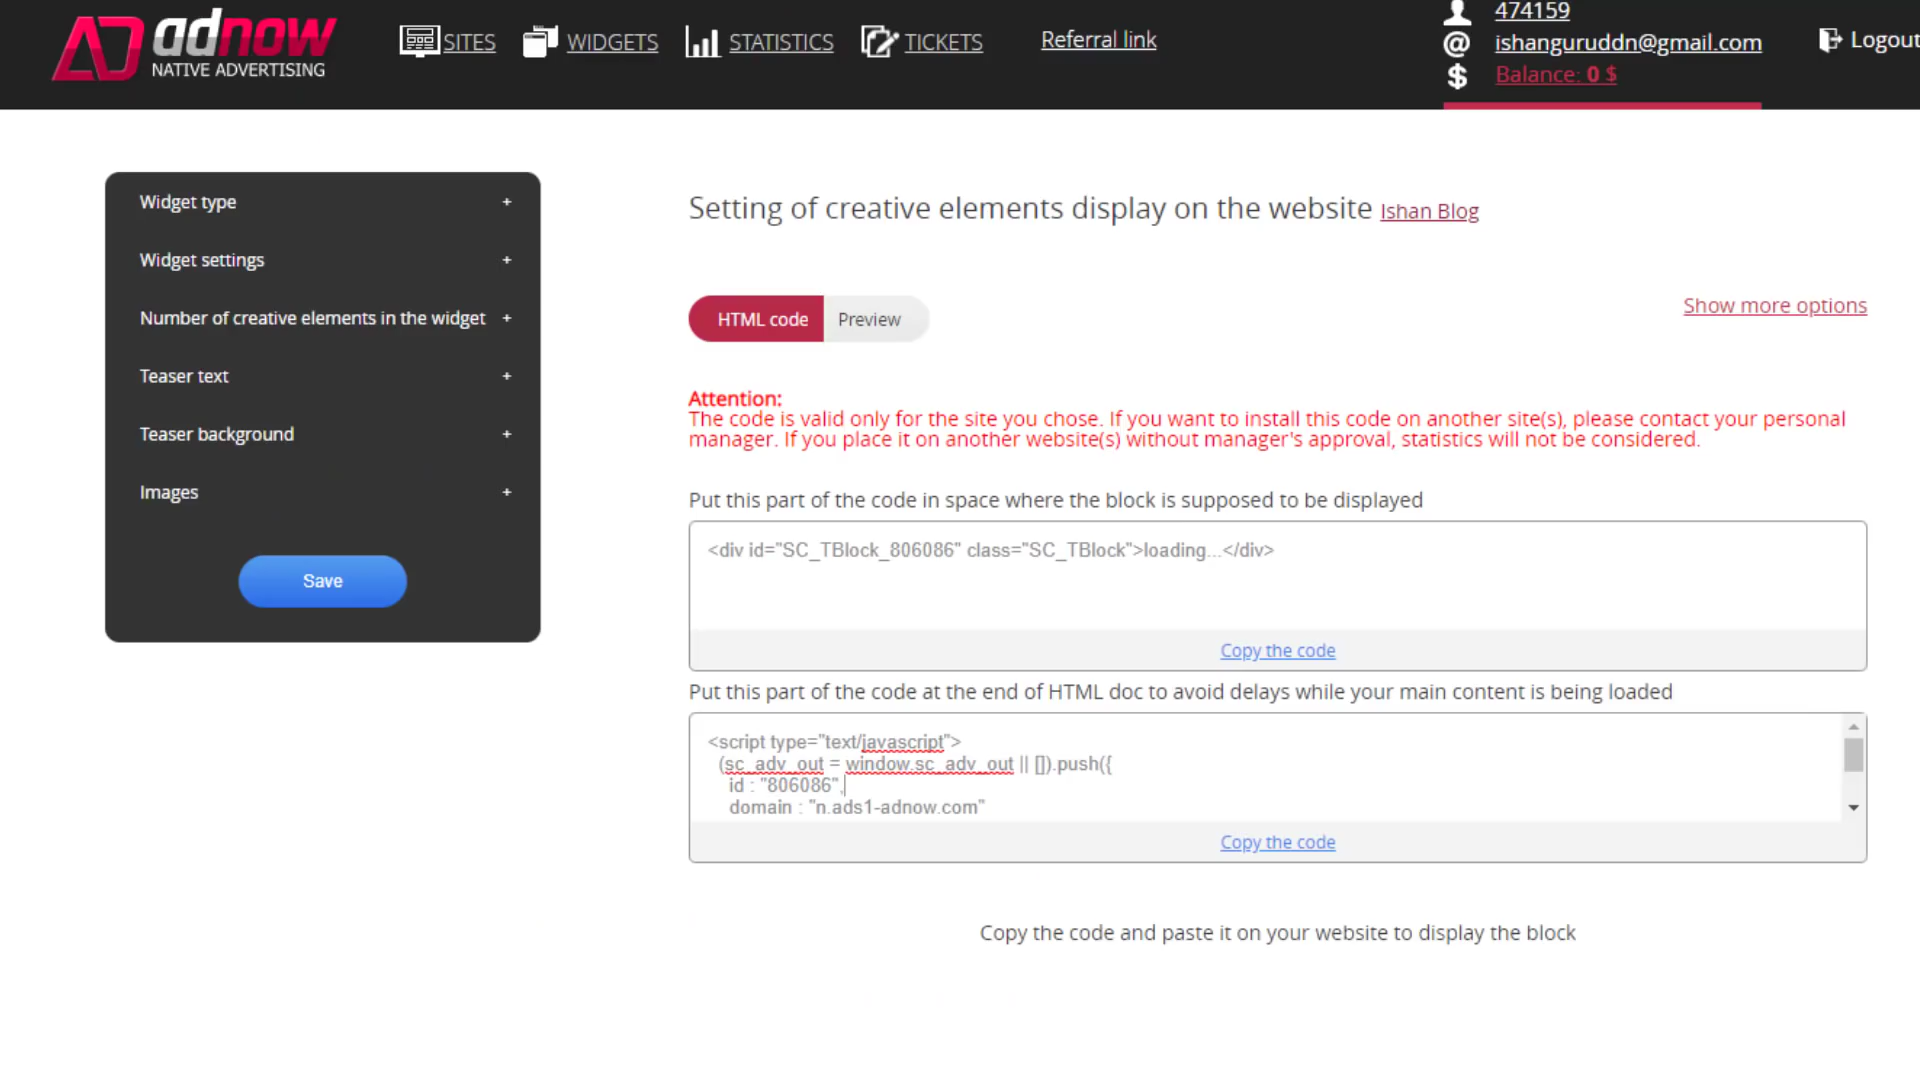 adnow
NATIVE ADVERTISING
SITES
WIDGETS
STATISTICS
TICKETS
Referral link
474159
@ ishanguruddn@gmail.com
$ Balance: 0 $
Logout
Widget type +
Widget settings +
Number of creative elements in the widget +
Teaser text +
Teaser background +
Images +
Save
Setting of creative elements display on the website Ishan Blog
HTML code
Preview
Show more options
Attention:
The code is valid only for the site you chose. If you want to install this code on another site(s), please contact your personal
manager. If you place it on another website(s) without manager's approval, statistics will not be considered.
Put this part of the code in space where the block is supposed to be displayed
<div id="SC_TBlock_806086" class="SC_TBlock">loading...</div>
Copy the code
Put this part of the code at the end of HTML doc to avoid delays while your main content is being loaded
<script type="text/javascript">
(sc_adv_out = window.sc_adv_out || []).push({
id : "806086",
domain : "n.ads1-adnow.com"
Copy the code
Copy the code and paste it on your website to display the block